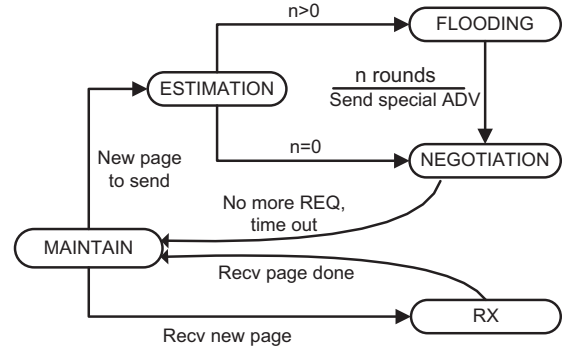 n>0
FLOODING
ESTIMATION
n rounds
Send special ADV
n=0
NEGOTIATION
New page
to send
No more REQ,
time out
MAINTAIN
Recv page done
RX
Recv new page